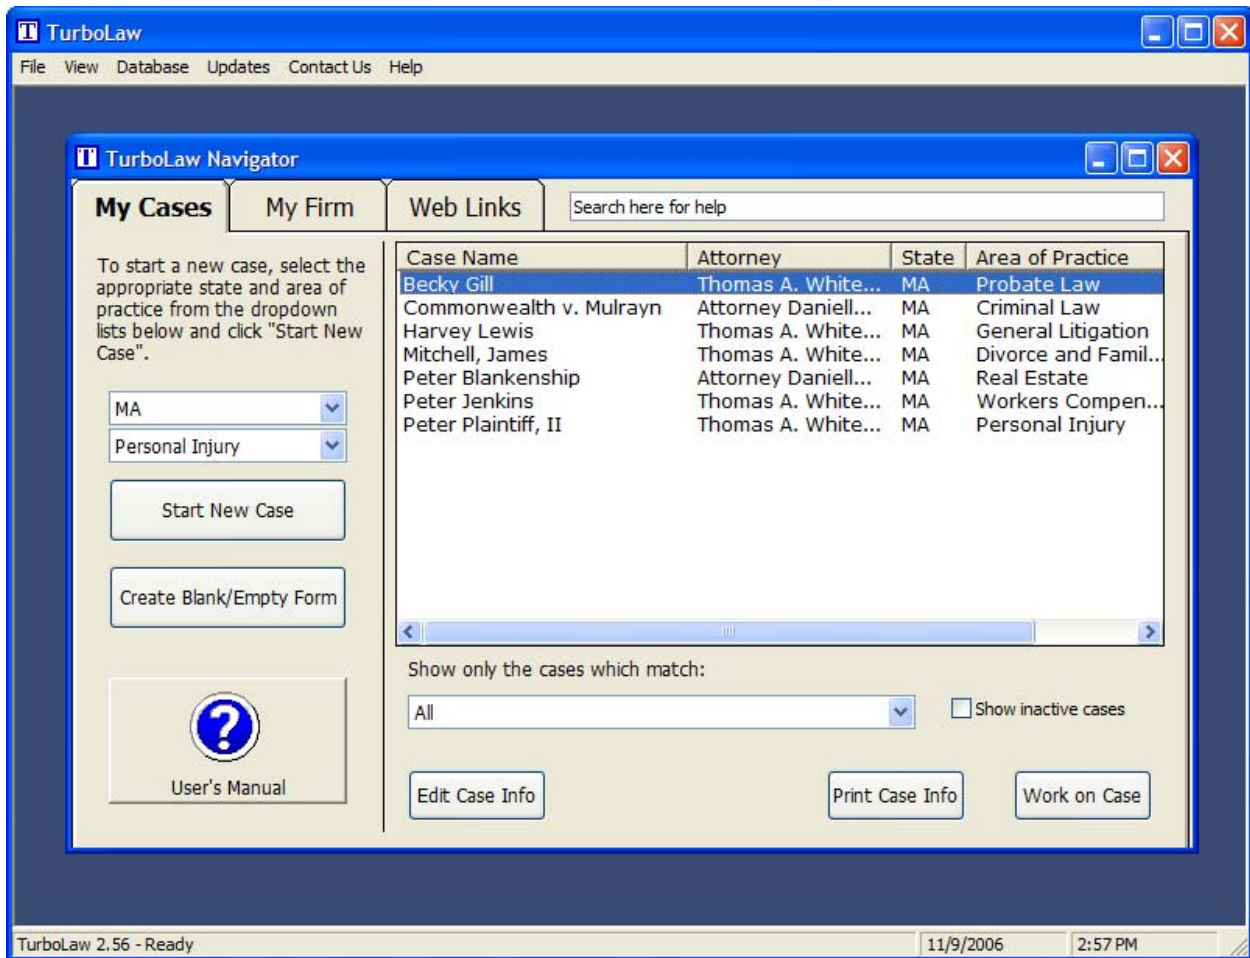 TurboLaw
File View Database Updates Contact Us Help
TurboLaw Navigator
My Cases My Firm Web Links Search here for help
To start a new case, select the
appropriate state and area of
practice from the dropdown
lists below and click "Start New
Case".
MA
Personal Injury
Start New Case
Create Blank/Empty Form
User's Manual
Case Name Attorney State Area of Practice
Becky Gill Thomas A. White... MA Probate Law
Commonwealth v. Mulrayn Attorney Daniell... MA Criminal Law
Harvey Lewis Thomas A. White... MA General Litigation
Mitchell, James Thomas A. White... MA Divorce and Famil...
Peter Blankenship Attorney Daniell... MA Real Estate
Peter Jenkins Thomas A. White... MA Workers Compen...
Peter Plaintiff, II Thomas A. White... MA Personal Injury
Show only the cases which match:
All Show inactive cases
Edit Case Info Print Case Info Work on Case
TurboLaw 2.56 - Ready 11/9/2006 2:57 PM